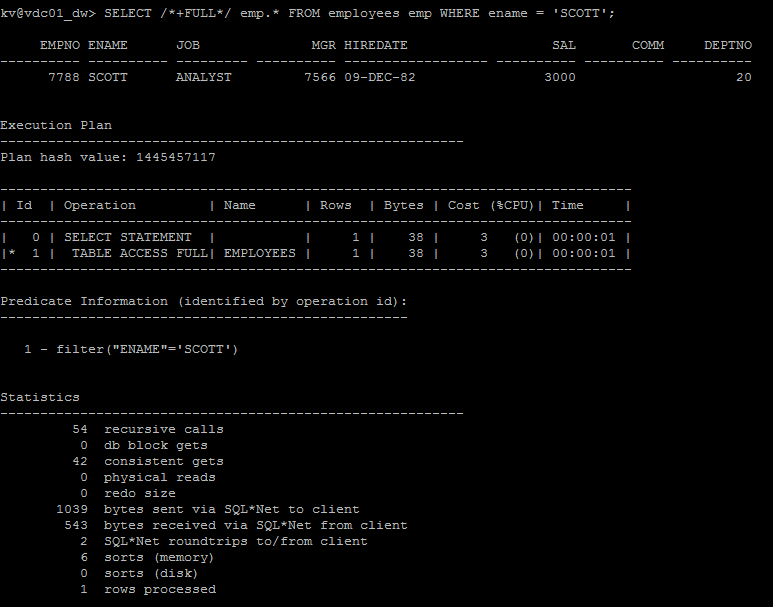 kv@vdc01_dw> SELECT /*+FULL*/ emp.* FROM employees emp WHERE ename = 'SCOTT';
     EMPNO ENAME      JOB              MGR HIREDATE                  SAL       COMM     DEPTNO
---------- ---------- --------- ---------- ------------------ ---------- ---------- ----------
      7788 SCOTT      ANALYST         7566 09-DEC-82                3000                    20
Execution Plan
----------------------------------------------------------
Plan hash value: 1445457117
-------------------------------------------------------------------------------
| Id  | Operation         | Name      | Rows  | Bytes | Cost (%CPU)| Time     |
-------------------------------------------------------------------------------
|   0 | SELECT STATEMENT  |           |     1 |    38 |     3   (0)| 00:00:01 |
|*  1 |  TABLE ACCESS FULL| EMPLOYEES |     1 |    38 |     3   (0)| 00:00:01 |
-------------------------------------------------------------------------------
Predicate Information (identified by operation id):
---------------------------------------------------
   1 - filter("ENAME"='SCOTT')
Statistics
----------------------------------------------------------
         54  recursive calls
          0  db block gets
         42  consistent gets
          0  physical reads
          0  redo size
       1039  bytes sent via SQL*Net to client
        543  bytes received via SQL*Net from client
          2  SQL*Net roundtrips to/from client
          6  sorts (memory)
          0  sorts (disk)
          1  rows processed